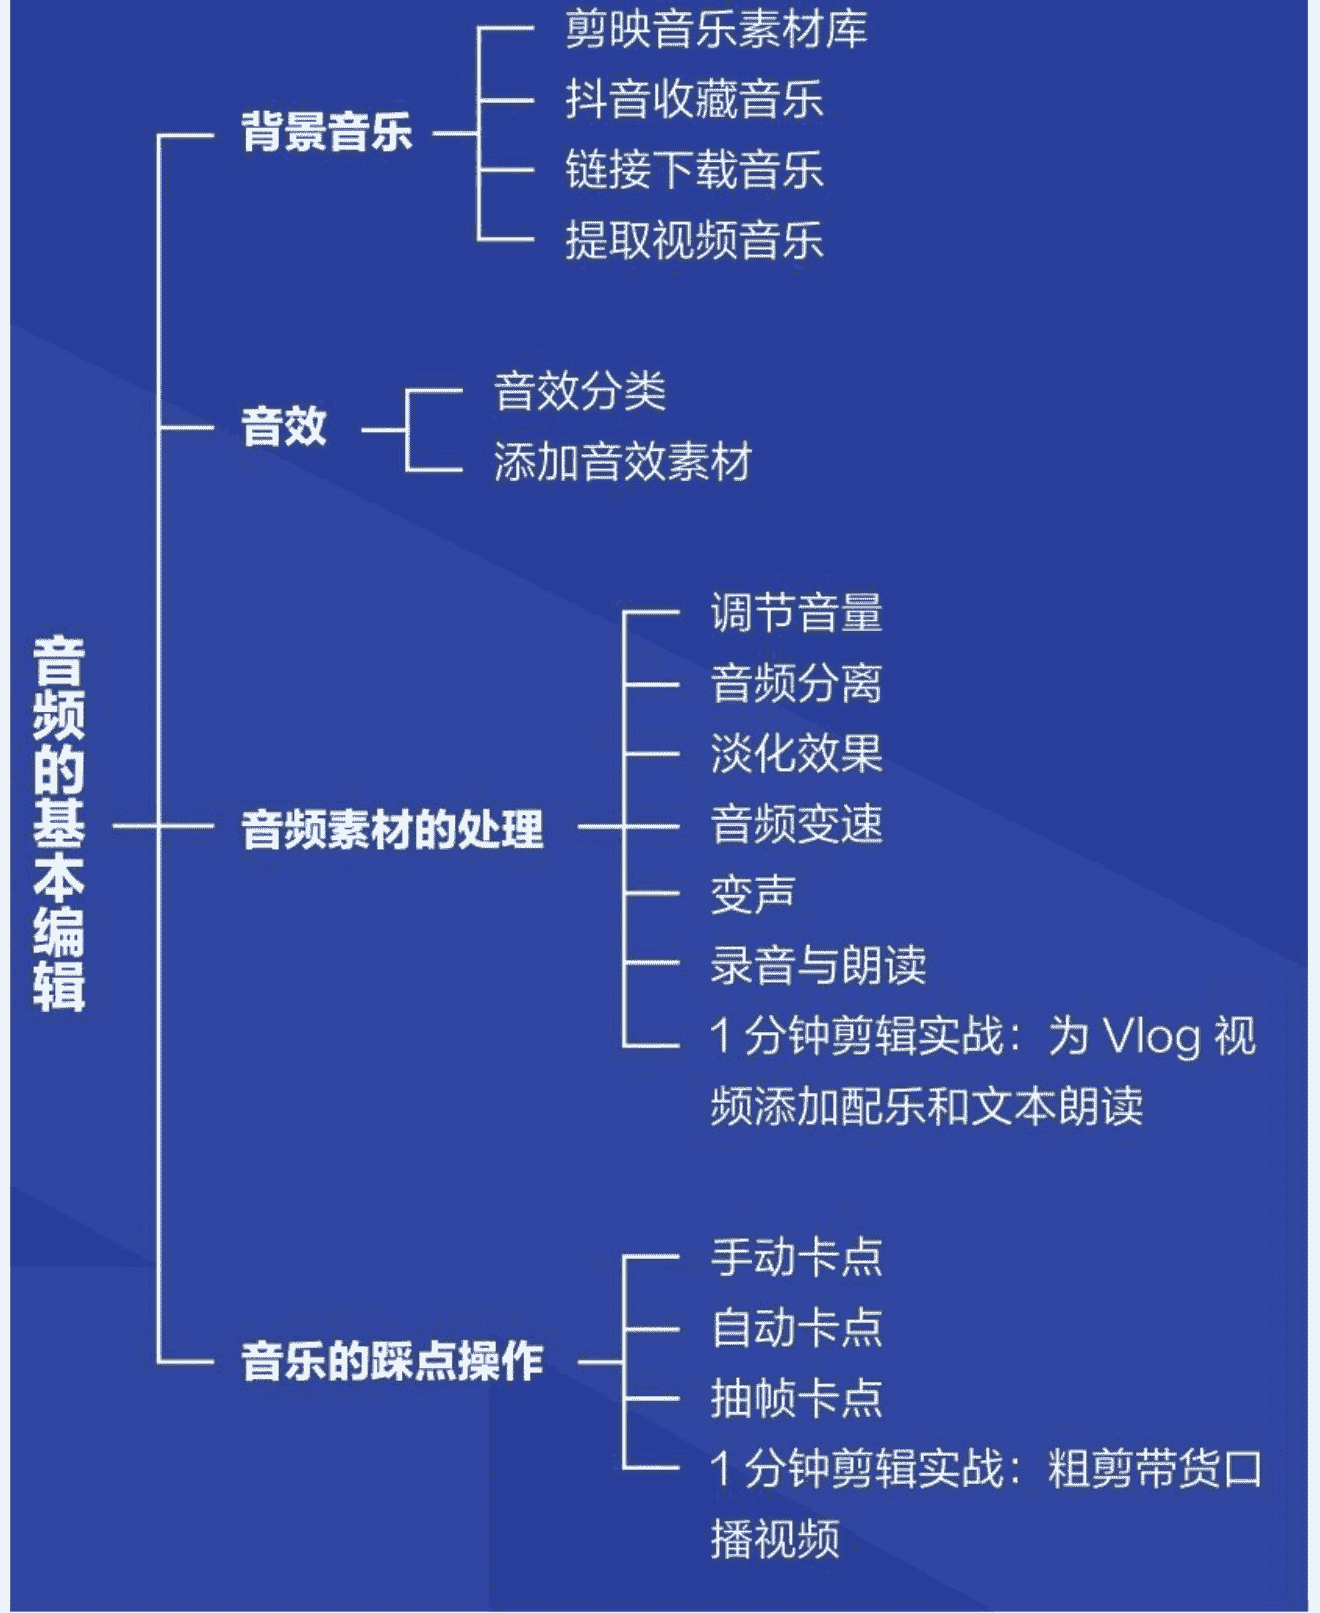 音频的基本编辑
背景音乐
剪映音乐素材库
抖音收藏音乐
链接下载音乐
提取视频音乐
音效
音效分类
添加音效素材
音频素材的处理
调节音量
音频分离
淡化效果
音频变速
变声
录音与朗读
1 分钟剪辑实战：为 Vlog 视
频添加配乐和文本朗读
音乐的踩点操作
手动卡点
自动卡点
抽帧卡点
1 分钟剪辑实战：粗剪带货口
播视频